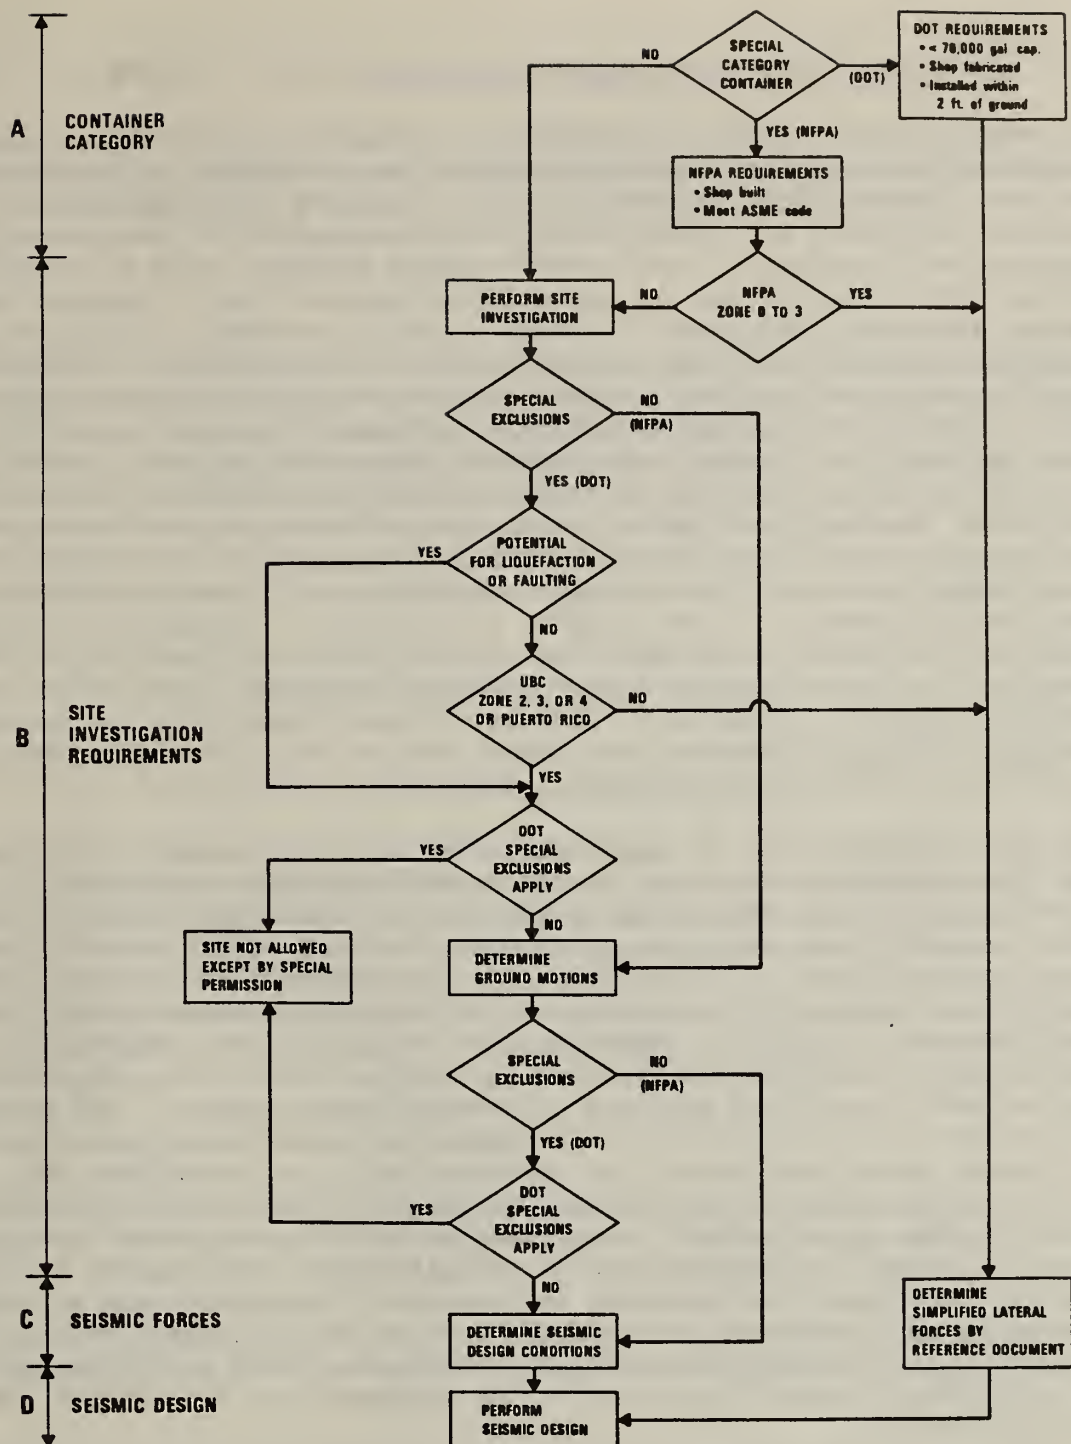 A
CONTAINER
CATEGORY
SPECIAL
CATEGORY
CONTAINER
NO
(DOT)
YES (NFPA)
DOT REQUIREMENTS
• < 70,000 gal cap.
• Shop fabricated
• Installed within
2 ft. of ground
NFPA REQUIREMENTS
• Shop built
• Meet ASME code
NFPA
ZONE 0 TO 3
NO
YES
B
SITE
INVESTIGATION
REQUIREMENTS
PERFORM SITE
INVESTIGATION
SPECIAL
EXCLUSIONS
NO
(NFPA)
YES (DOT)
POTENTIAL
FOR LIQUEFACTION
OR FAULTING
YES
NO
UBC
ZONE 2, 3, OR 4
OR PUERTO RICO
NO
YES
DOT
SPECIAL
EXCLUSIONS
APPLY
YES
NO
SITE NOT ALLOWED
EXCEPT BY SPECIAL
PERMISSION
DETERMINE
GROUND MOTIONS
SPECIAL
EXCLUSIONS
NO
(NFPA)
YES (DOT)
DOT
SPECIAL
EXCLUSIONS
APPLY
YES
NO
C
SEISMIC FORCES
DETERMINE SEISMIC
DESIGN CONDITIONS
DETERMINE
SIMPLIFIED LATERAL
FORCES BY
REFERENCE DOCUMENT
D
SEISMIC DESIGN
PERFORM
SEISMIC DESIGN